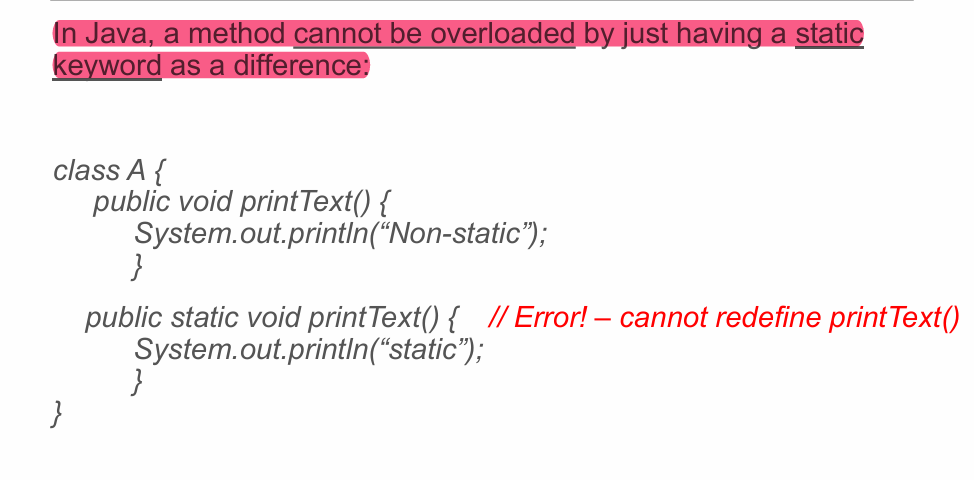 In Java, a method cannot be overloaded by just having a static
keyword as a difference:
class A {
public void printText() {
System.out.println(“Non-static”);
}
public static void printText() { // Error! – cannot redefine printText()
System.out.println(“static”);
}
}